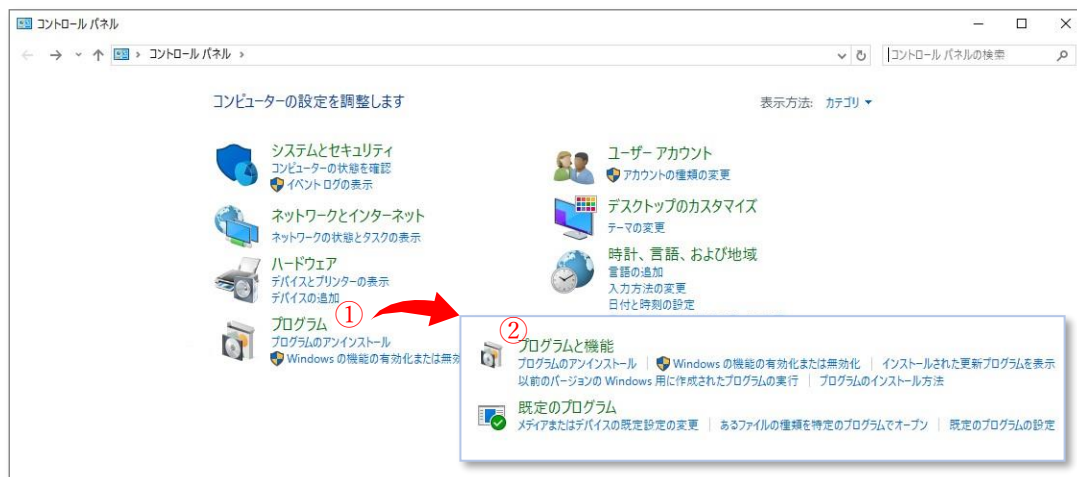 コントロール パネル
コントロール パネル
コントロール パネルの検索
コンピューターの設定を調整します
表示方法: カテゴリ
システムとセキュリティ
コンピューターの状態を確認
イベント ログの表示
ネットワークとインターネット
ネットワークの状態とタスクの表示
ハードウェア
デバイスとプリンターの表示
デバイスの追加
①
プログラム
プログラムのアンインストール
Windows の機能の有効化または無効
ユーザー アカウント
アカウントの種類の変更
デスクトップのカスタマイズ
テーマの変更
時計、言語、および地域
言語の追加
入力方法の変更
日付と時刻の設定
②
プログラムと機能
プログラムのアンインストール | Windows の機能の有効化または無効化 | インストールされた更新プログラムを表示
以前のバージョンの Windows 用に作成されたプログラムの実行 | プログラムのインストール方法
既定のプログラム
メディアまたはデバイスの既定設定の変更 | あるファイルの種類を特定のプログラムでオープン | 既定のプログラムの設定